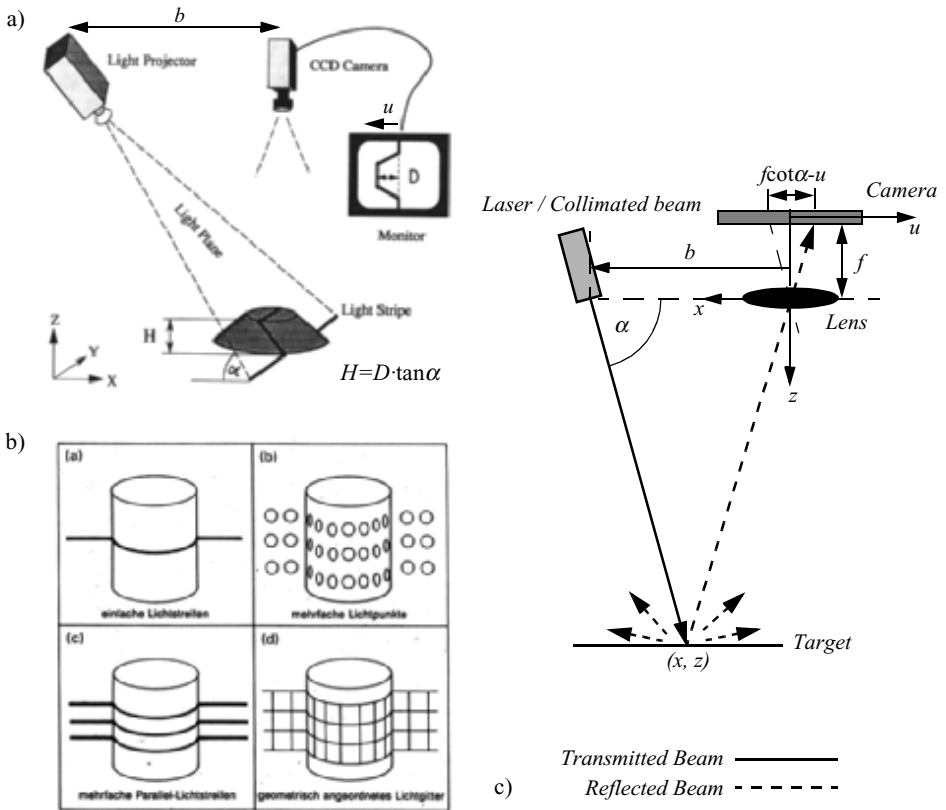 a)
b
Light Projector
CCD Camera
u
D
Monitor
Light Plane
Light Stripe
H
α
Z
Y
X
H=D·tanα
b)
(a)
einfache Lichtstreifen
(b)
mehrfache Lichtpunkte
(c)
mehrfache Parallel-Lichtstreifen
(d)
geometrisch angeordnetes Lichtgitter
fcotα-u
Camera
u
Laser / Collimated beam
b
f
x
α
Lens
z
Target
(x, z)
Transmitted Beam
Reflected Beam
c)